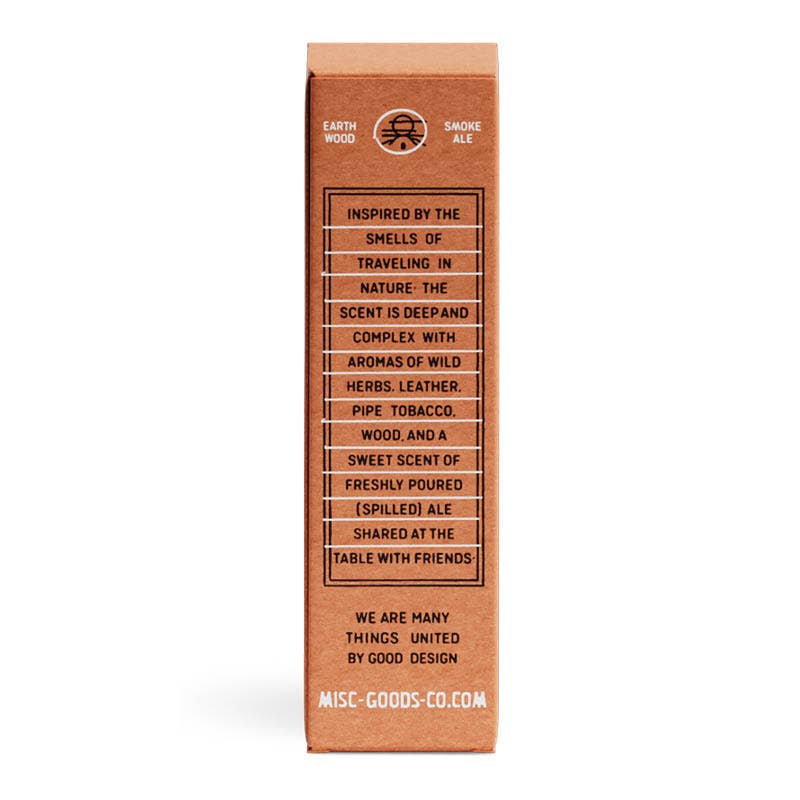 EARTH WOOD
SMOKE ALE
INSPIRED BY THE
SMELLS OF
TRAVELING IN
NATURE. THE
SCENT IS DEEP AND
COMPLEX WITH
AROMAS OF WILD
HERBS, LEATHER,
PIPE TOBACCO,
WOOD, AND A
SWEET SCENT OF
FRESHLY POURED
(SPILLED) ALE
SHARED AT THE
TABLE WITH FRIENDS.
WE ARE MANY
THINGS UNITED
BY GOOD DESIGN
MISC-GOODS-CO.COM